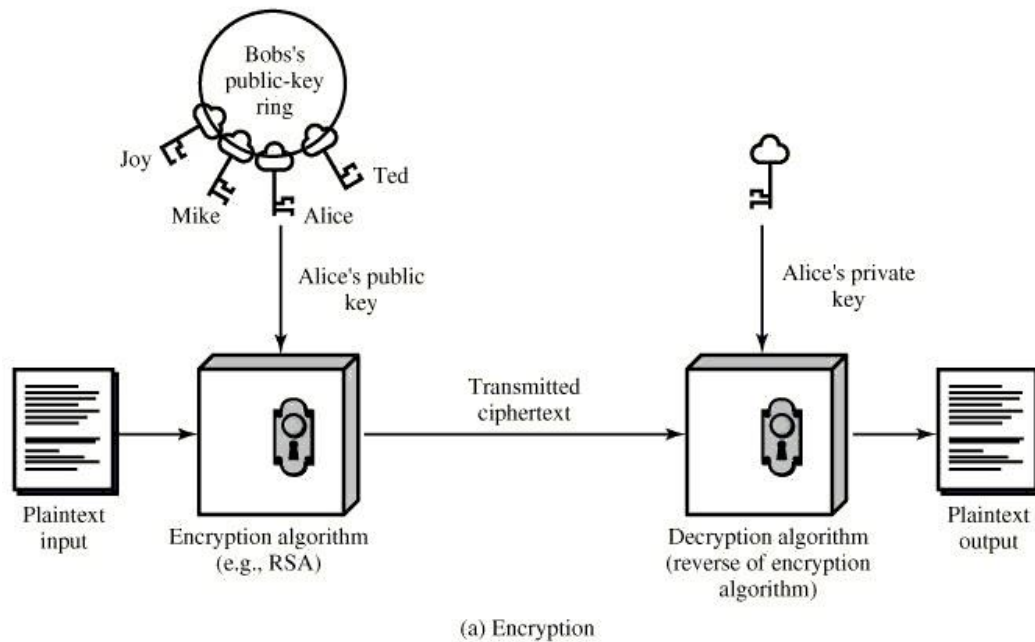 Bobs's
public-key
ring
Joy
Mike
Alice
Ted
Alice's public
key
Alice's private
key
Transmitted
ciphertext
Plaintext
input
Encryption algorithm
(e.g., RSA)
Decryption algorithm
(reverse of encryption
algorithm)
Plaintext
output
(a) Encryption